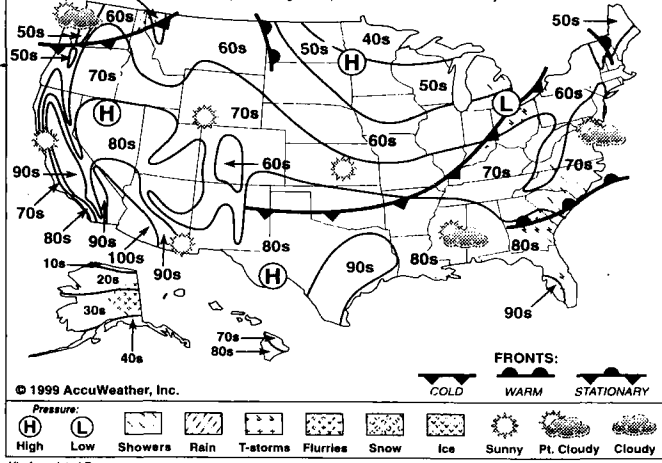 60s
50s
50s
70s
60s
50s
40s
H
50s
50s
60s
L
H
80s
70s
60s
60s
70s
70s
90s
70s
80s
90s
100s
90s
80s
H
90s
80s
80s
90s
10s
20s
30s
40s
70s
80s
FRONTS:
COLD WARM STATIONARY
© 1999 AccuWeather, Inc.
Pressure:
H L
High Low Showers Rain T-storms Flurries Snow Ice Sunny Pt. Cloudy Cloudy